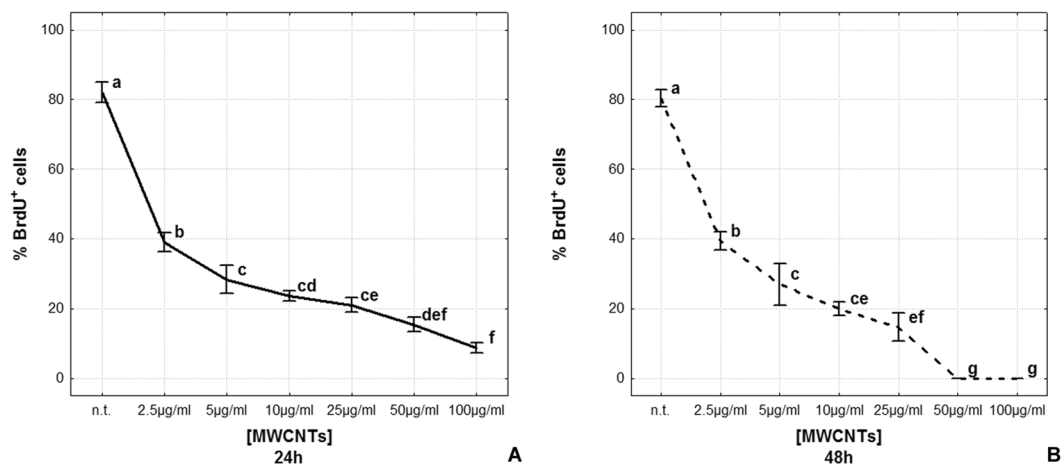 100
80
60
40
20
0
% BrdU⁺ cells
a
b
c
cd
ce
def
f
n.t. 2.5µg/ml 5µg/ml 10µg/ml 25µg/ml 50µg/ml 100µg/ml
[MWCNTs]
24h
A
100
80
60
40
20
0
% BrdU⁺ cells
a
b
c
ce
ef
g
g
n.t. 2.5µg/ml 5µg/ml 10µg/ml 25µg/ml 50µg/ml 100µg/ml
[MWCNTs]
48h
B